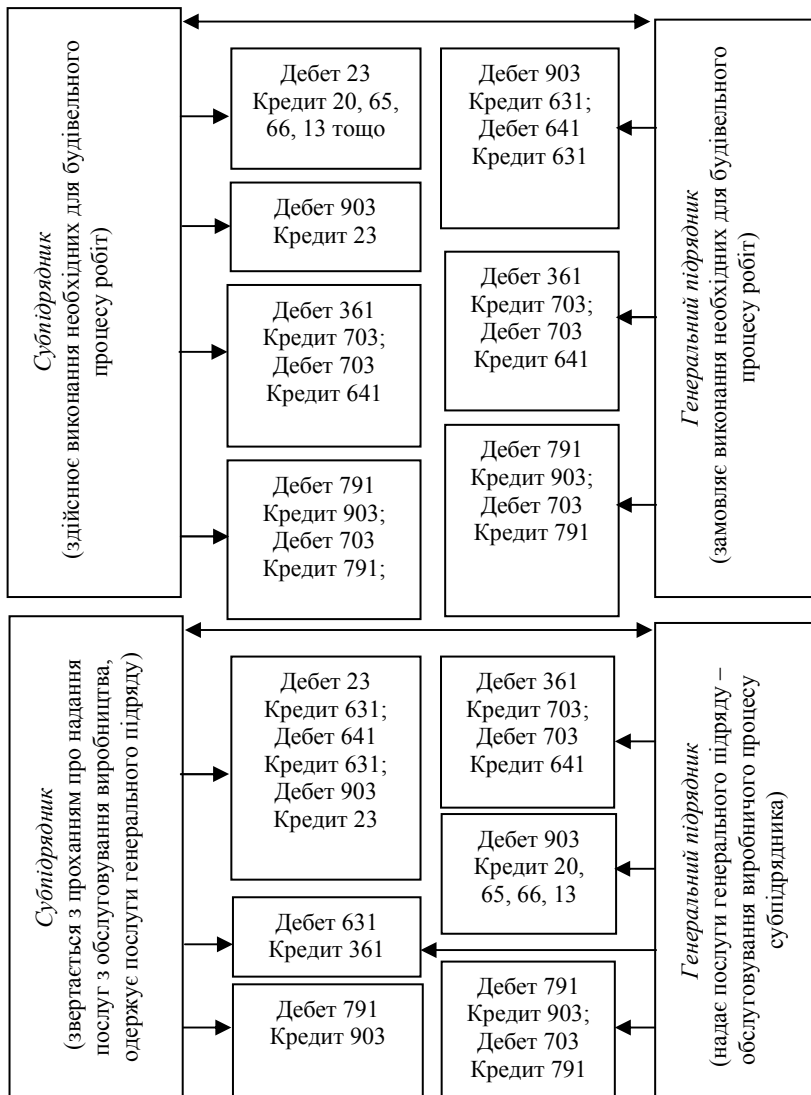 Субпідрядник
(здійснює виконання необхідних для будівельного
процесу робіт)
Дебет 23
Кредит 20, 65,
66, 13 тощо
Дебет 903
Кредит 23
Дебет 361
Кредит 703;
Дебет 703
Кредит 641
Дебет 791
Кредит 903;
Дебет 703
Кредит 791;
Дебет 903
Кредит 631;
Дебет 641
Кредит 631
Дебет 361
Кредит 703;
Дебет 703
Кредит 641
Дебет 791
Кредит 903;
Дебет 703
Кредит 791
Генеральний підрядник
(замовляє виконання необхідних для будівельного
процесу робіт)
Субпідрядник
(звертається з проханням про надання
послуг з обслуговування виробництва,
одержує послуги генерального підряду)
Дебет 23
Кредит 631;
Дебет 641
Кредит 631;
Дебет 903
Кредит 23
Дебет 631
Кредит 361
Дебет 791
Кредит 903
Дебет 361
Кредит 703;
Дебет 703
Кредит 641
Дебет 903
Кредит 20,
65, 66, 13
Дебет 791
Кредит 903;
Дебет 703
Кредит 791
Генеральний підрядник
(надає послуги генерального підряду –
обслуговування виробничого процесу
субпідрядника)